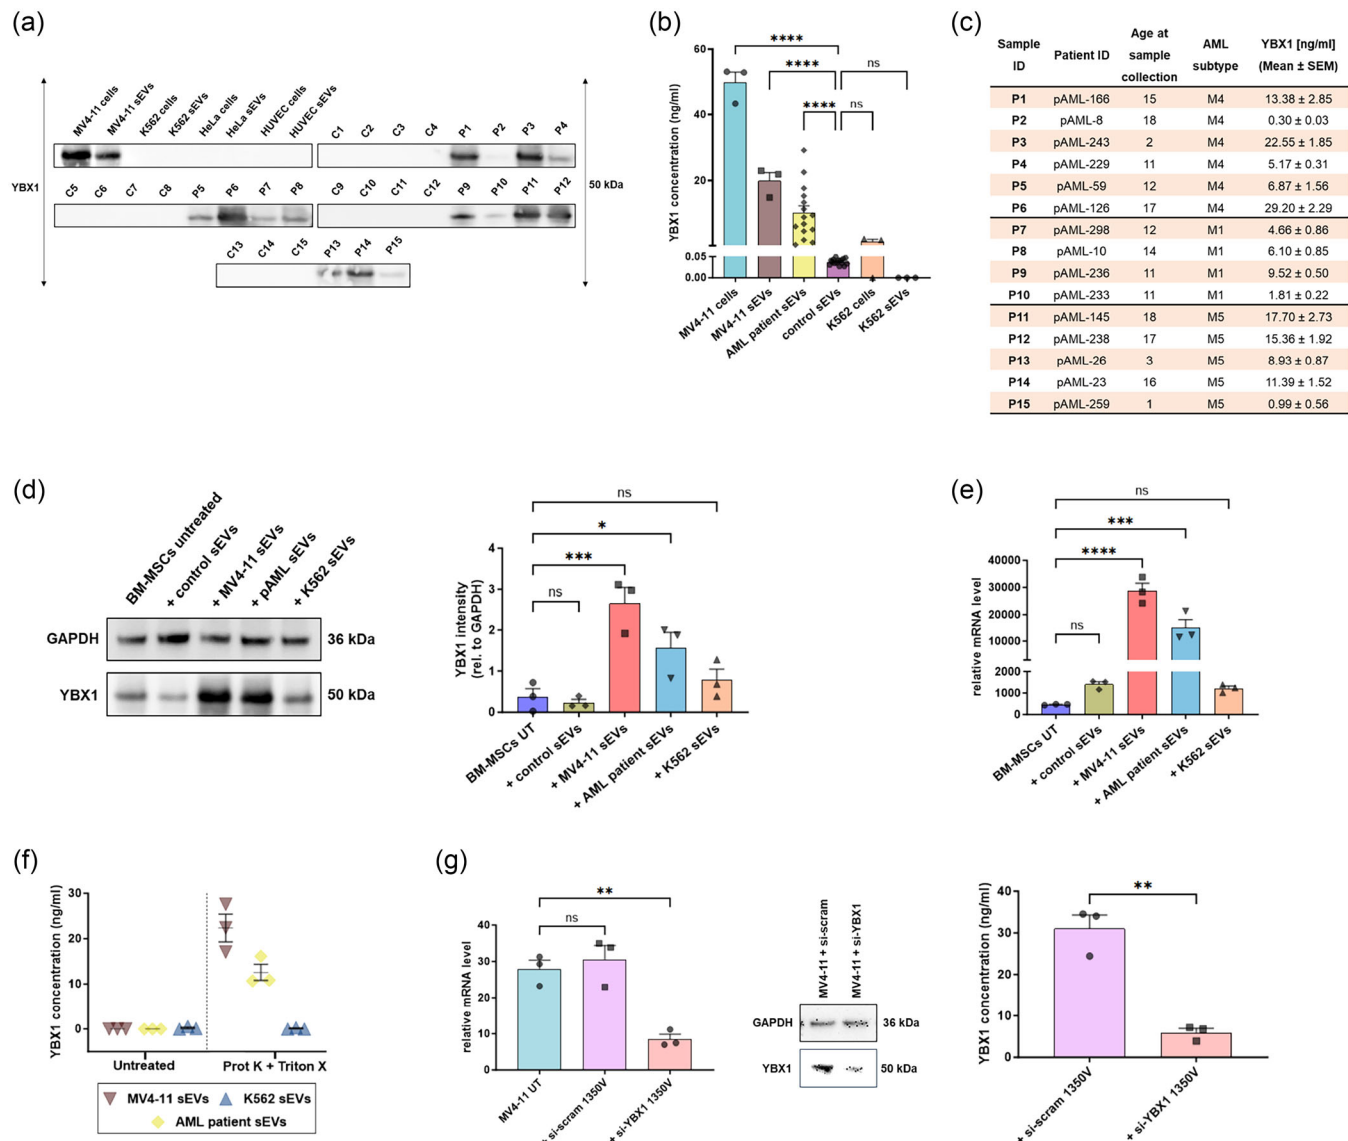 (a)
MV4-11 cells
MV4-11 sEVs
K562 cells
K562 sEVs
HeLa cells
HeLa sEVs
HUVEC cells
HUVEC sEVs
C1 C2 C3 C4 P1 P2 P3 P4
YBX1
50 kDa
C5 C6 C7 C8 P5 P6 P7 P8
C9 C10 C11 C12 P9 P10 P11 P12
C13 C14 C15 P13 P14 P15
(b)
YBX1 concentration (ng/ml)
60
40
20
0.05
0.00
****
****
****
ns
ns
MV4-11 cells
MV4-11 sEVs
AML patient sEVs
control sEVs
K562 cells
K562 sEVs
(c)
Sample ID Patient ID Age at sample collection AML subtype YBX1 [ng/ml] (Mean ± SEM)
P1 pAML-166 15 M4 13.38 ± 2.85
P2 pAML-8 18 M4 0.30 ± 0.03
P3 pAML-243 2 M4 22.55 ± 1.85
P4 pAML-229 11 M4 5.17 ± 0.31
P5 pAML-59 12 M4 6.87 ± 1.56
P6 pAML-126 17 M4 29.20 ± 2.29
P7 pAML-298 12 M1 4.66 ± 0.86
P8 pAML-10 14 M1 6.10 ± 0.85
P9 pAML-236 11 M1 9.52 ± 0.50
P10 pAML-233 11 M1 1.81 ± 0.22
P11 pAML-145 18 M5 17.70 ± 2.73
P12 pAML-238 17 M5 15.36 ± 1.92
P13 pAML-26 3 M5 8.93 ± 0.87
P14 pAML-23 16 M5 11.39 ± 1.52
P15 pAML-259 1 M5 0.99 ± 0.56
(d)
BM-MSCs untreated
+ control sEVs
+ MV4-11 sEVs
+ pAML sEVs
+ K562 sEVs
GAPDH 36 kDa
YBX1 50 kDa
YBX1 intensity
(rel. to GAPDH)
4
3
2
1
0
ns
*
***
ns
BM-MSCs UT
+ control sEVs
+ MV4-11 sEVs
+ AML patient sEVs
+ K562 sEVs
(e)
relative mRNA level
40000
30000
20000
10000
2000
1000
0
ns
***
****
ns
BM-MSCs UT
+ control sEVs
+ MV4-11 sEVs
+ AML patient sEVs
+ K562 sEVs
(f)
YBX1 concentration (ng/ml)
30
20
10
0
Untreated
Prot K + Triton X
MV4-11 sEVs
K562 sEVs
AML patient sEVs
(g)
relative mRNA level
40
30
20
10
0
**
ns
MV4-11 UT
+ si-scram 1350V
+ si-YBX1 1350V
MV4-11 + si-scram
MV4-11 + si-YBX1
GAPDH 36 kDa
YBX1 50 kDa
YBX1 concentration (ng/ml)
40
30
20
10
0
**
+ si-scram 1350V
+ si-YBX1 1350V